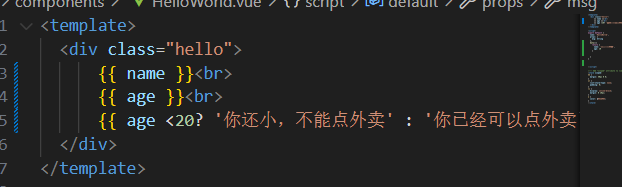 components > HelloWorld.vue > {} script > default > props > msg
1 <template>
2 <div class="hello">
3 {{ name }}<br>
4 {{ age }}<br>
5 {{ age <20? '你还小，不能点外卖' : '你已经可以点外卖
6 </div>
7 </template>